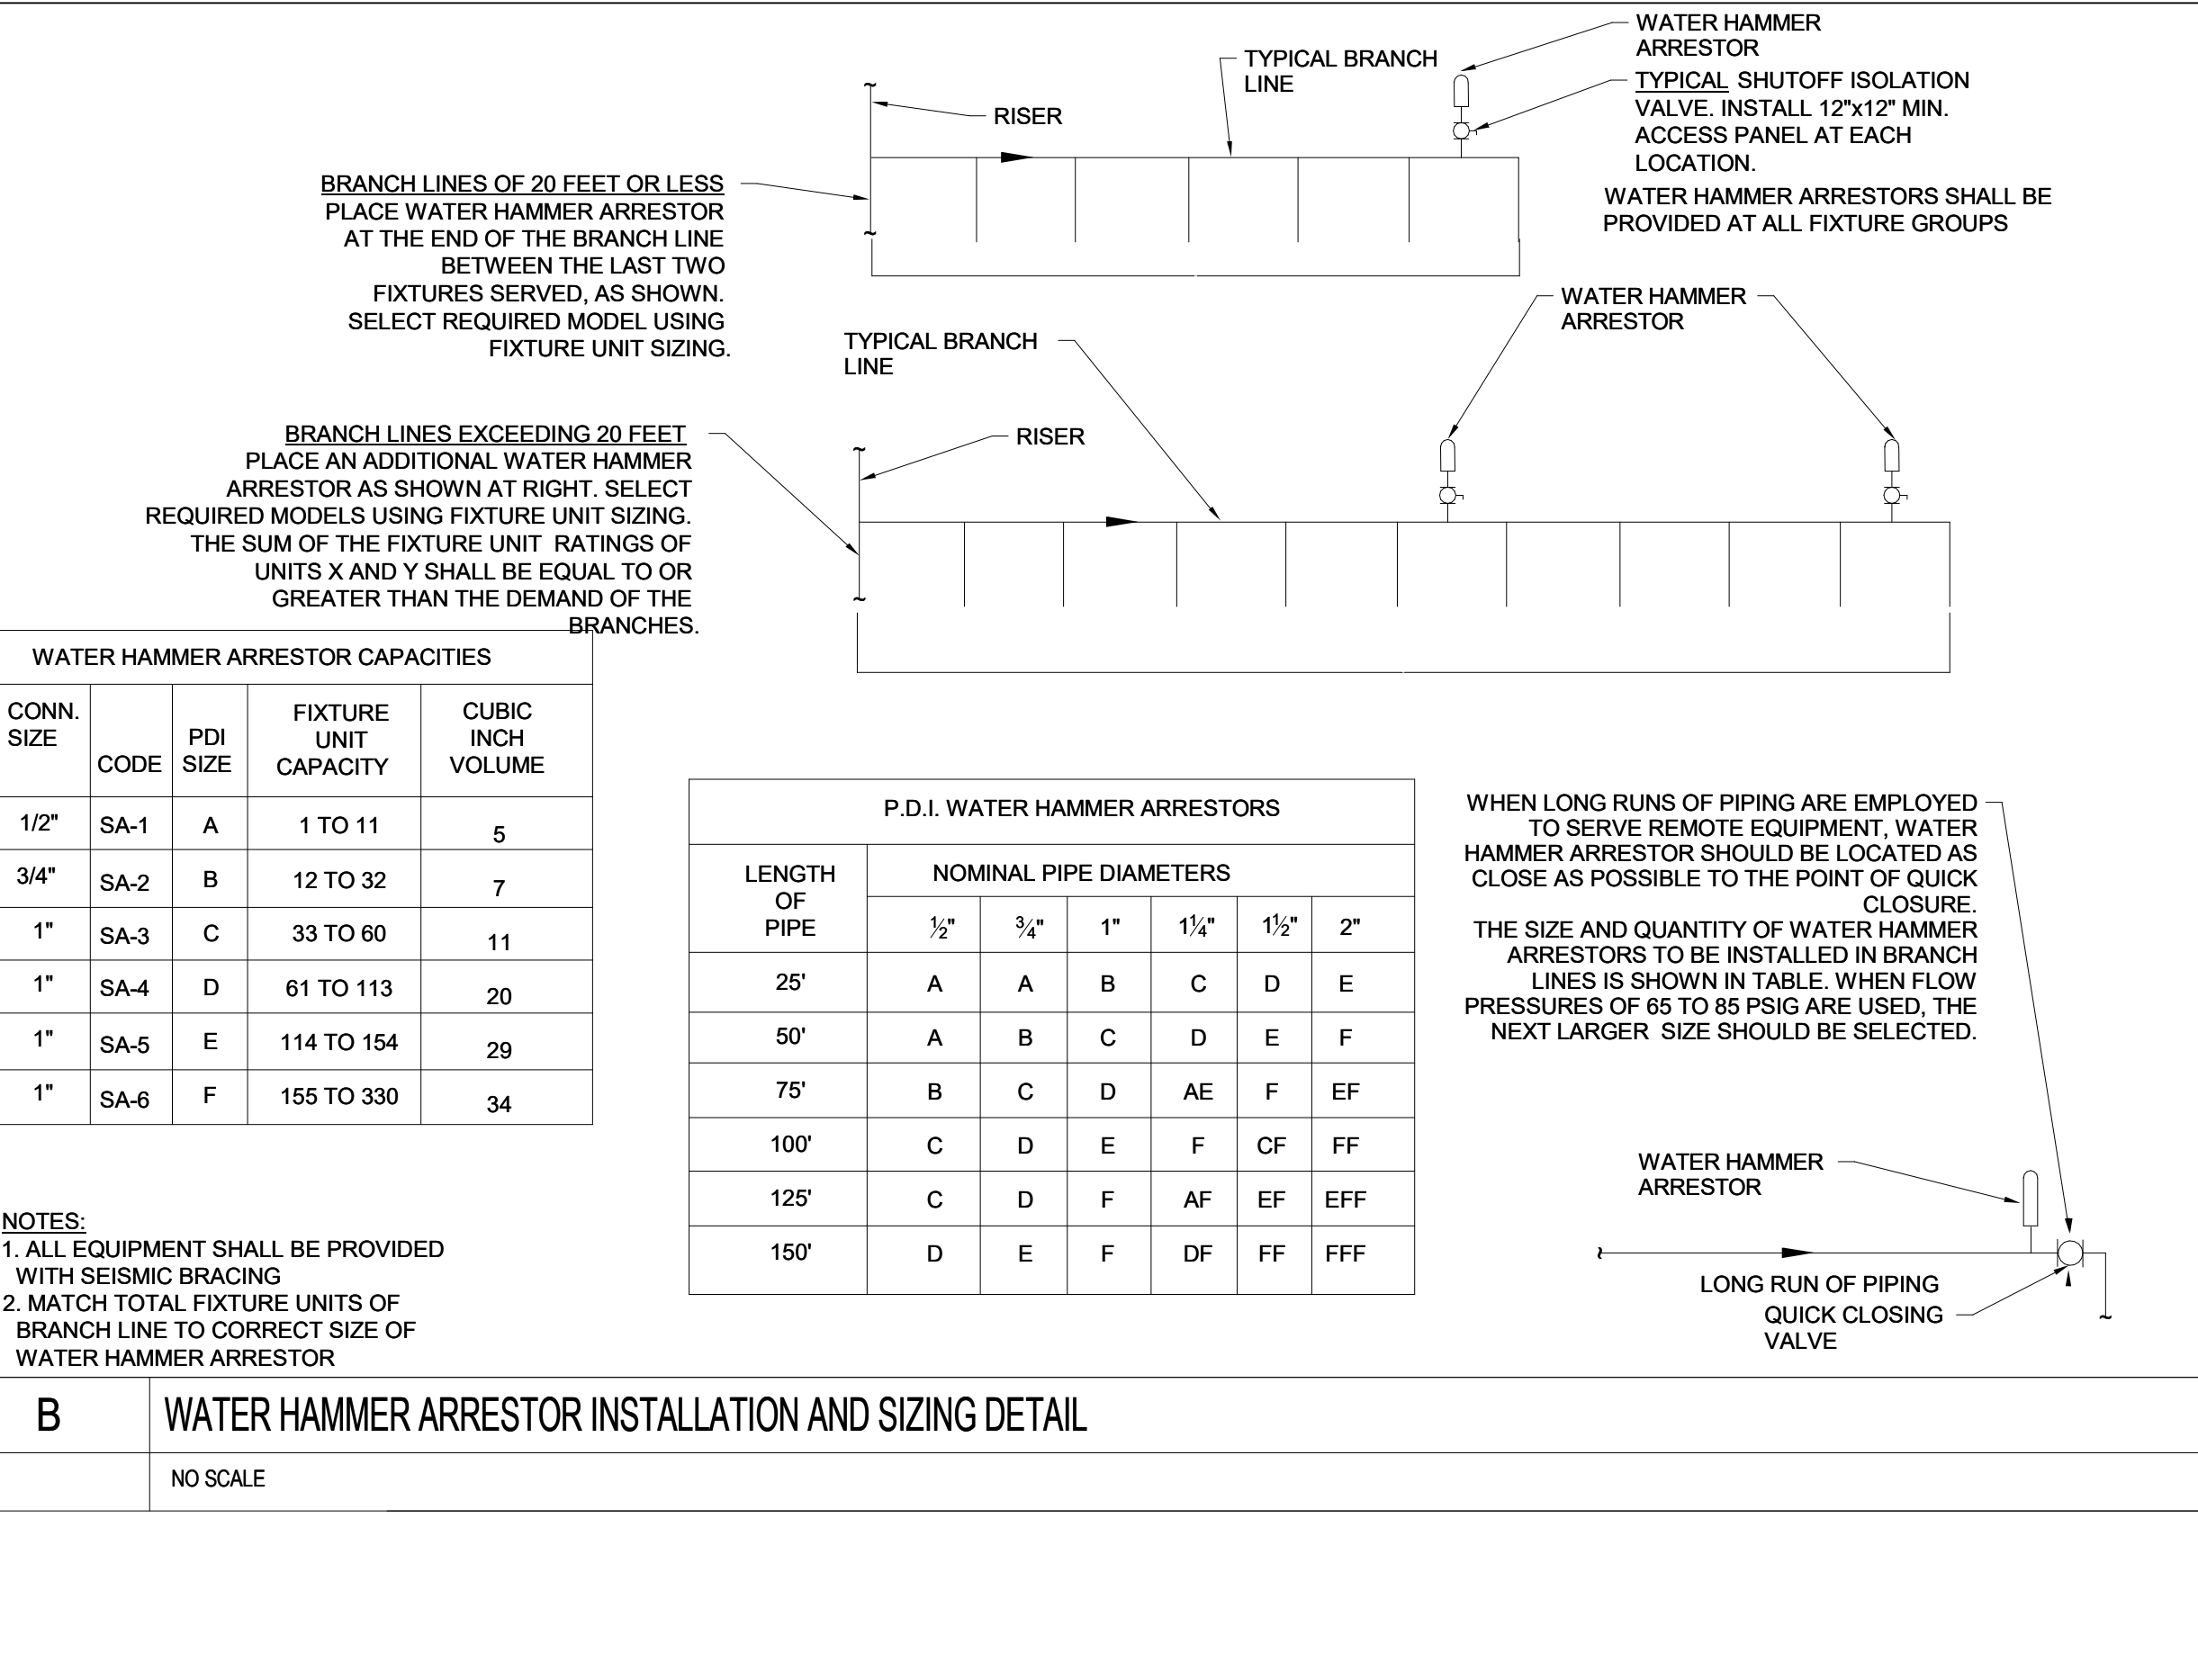 WATER HAMMER
ARRESTOR
TYPICAL SHUTOFF ISOLATION
VALVE. INSTALL 12"x12" MIN.
ACCESS PANEL AT EACH
LOCATION.
WATER HAMMER ARRESTORS SHALL BE
PROVIDED AT ALL FIXTURE GROUPS
TYPICAL BRANCH
LINE
RISER
BRANCH LINES OF 20 FEET OR LESS
PLACE WATER HAMMER ARRESTOR
AT THE END OF THE BRANCH LINE
BETWEEN THE LAST TWO
FIXTURES SERVED, AS SHOWN.
SELECT REQUIRED MODEL USING
FIXTURE UNIT SIZING.
WATER HAMMER
ARRESTOR
TYPICAL BRANCH
LINE
RISER
BRANCH LINES EXCEEDING 20 FEET
PLACE AN ADDITIONAL WATER HAMMER
ARRESTOR AS SHOWN AT RIGHT. SELECT
REQUIRED MODELS USING FIXTURE UNIT SIZING.
THE SUM OF THE FIXTURE UNIT RATINGS OF
UNITS X AND Y SHALL BE EQUAL TO OR
GREATER THAN THE DEMAND OF THE
BRANCHES.
WATER HAMMER ARRESTOR CAPACITIES
CONN. SIZE CODE PDI SIZE FIXTURE UNIT CAPACITY CUBIC INCH VOLUME
1/2" SA-1 A 1 TO 11 5
3/4" SA-2 B 12 TO 32 7
1" SA-3 C 33 TO 60 11
1" SA-4 D 61 TO 113 20
1" SA-5 E 114 TO 154 29
1" SA-6 F 155 TO 330 34
P.D.I. WATER HAMMER ARRESTORS
LENGTH OF PIPE NOMINAL PIPE DIAMETERS
½" ¾" 1" 1¼" 1½" 2"
25' A A B C D E
50' A B C D E F
75' B C D AE F EF
100' C D E F CF FF
125' C D F AF EF EFF
150' D E F DF FF FFF
WHEN LONG RUNS OF PIPING ARE EMPLOYED
TO SERVE REMOTE EQUIPMENT, WATER
HAMMER ARRESTOR SHOULD BE LOCATED AS
CLOSE AS POSSIBLE TO THE POINT OF QUICK
CLOSURE.
THE SIZE AND QUANTITY OF WATER HAMMER
ARRESTORS TO BE INSTALLED IN BRANCH
LINES IS SHOWN IN TABLE. WHEN FLOW
PRESSURES OF 65 TO 85 PSIG ARE USED, THE
NEXT LARGER SIZE SHOULD BE SELECTED.
WATER HAMMER
ARRESTOR
LONG RUN OF PIPING
QUICK CLOSING
VALVE
NOTES:
1. ALL EQUIPMENT SHALL BE PROVIDED
WITH SEISMIC BRACING
2. MATCH TOTAL FIXTURE UNITS OF
BRANCH LINE TO CORRECT SIZE OF
WATER HAMMER ARRESTOR
B
WATER HAMMER ARRESTOR INSTALLATION AND SIZING DETAIL
NO SCALE